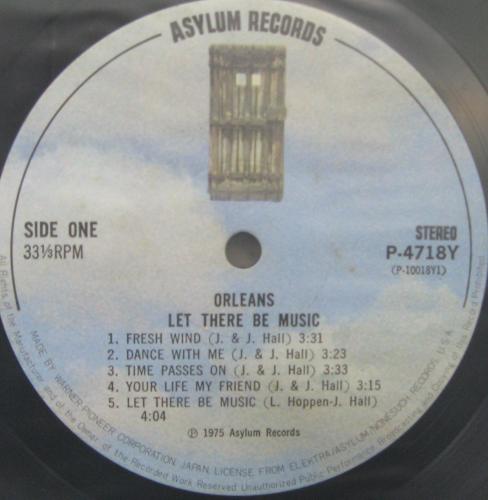 ASYLUM RECORDS
SIDE ONE
33⅓RPM
STEREO
P-4718Y
(P-10018Y1)
ORLEANS
LET THERE BE MUSIC
1. FRESH WIND (J. & J. Hall) 3:31
2. DANCE WITH ME (J. & J. Hall) 3:23
3. TIME PASSES ON (J. & J. Hall) 3:33
4. YOUR LIFE MY FRIEND (J. & J. Hall) 3:15
5. LET THERE BE MUSIC (L. Hoppen-J. Hall)
4:04
Ⓟ 1975 Asylum Records
MADE BY WARNER-PIONEER CORPORATION, JAPAN, LICENSE FROM ELEKTRA/ASYLUM/NONESUCH RECORDS, U.S.A.
All Rights of the Manufacturer and of the Owner of the Recorded Work Reserved Unauthorized Public Performance, Broadcasting and Copying of this Record Prohibited